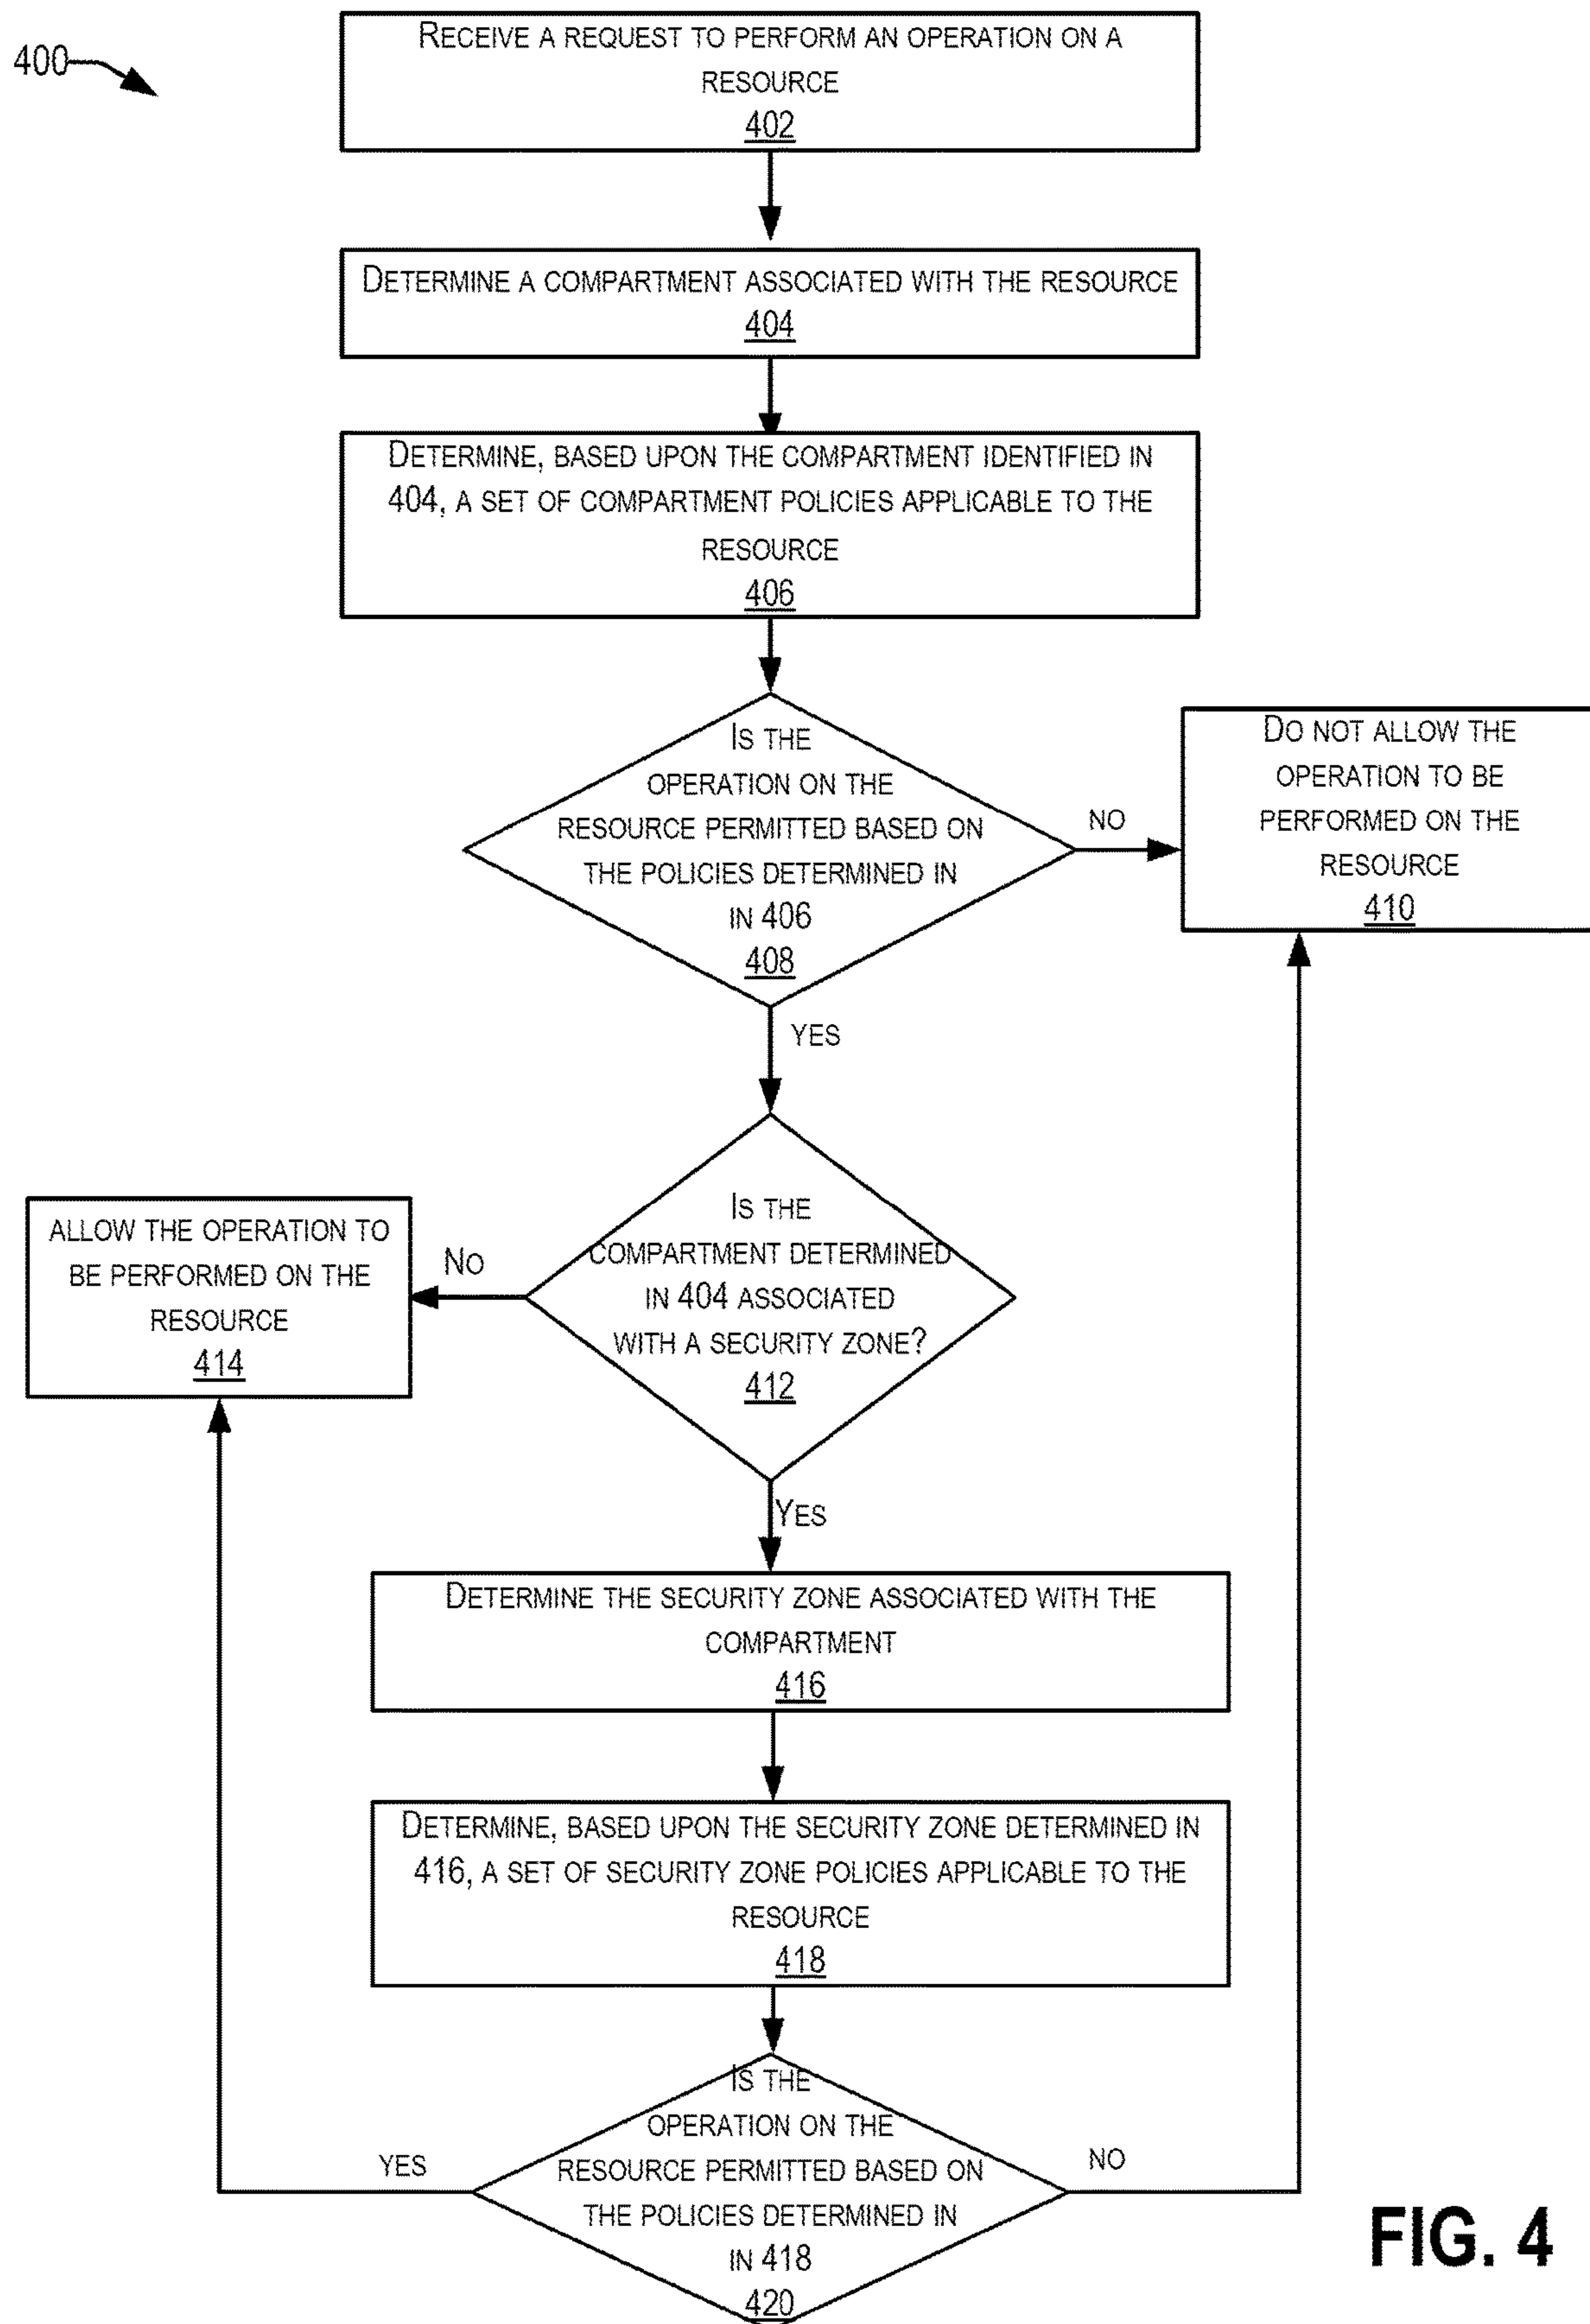 400
RECEIVE A REQUEST TO PERFORM AN OPERATION ON A
RESOURCE
402
DETERMINE A COMPARTMENT ASSOCIATED WITH THE RESOURCE
404
DETERMINE, BASED UPON THE COMPARTMENT IDENTIFIED IN
404, A SET OF COMPARTMENT POLICIES APPLICABLE TO THE
RESOURCE
406
IS THE
OPERATION ON THE
RESOURCE PERMITTED BASED ON
THE POLICIES DETERMINED IN
IN 406
408
NO
DO NOT ALLOW THE
OPERATION TO BE
PERFORMED ON THE
RESOURCE
410
YES
IS THE
COMPARTMENT DETERMINED
IN 404 ASSOCIATED
WITH A SECURITY ZONE?
412
NO
ALLOW THE OPERATION TO
BE PERFORMED ON THE
RESOURCE
414
YES
DETERMINE THE SECURITY ZONE ASSOCIATED WITH THE
COMPARTMENT
416
DETERMINE, BASED UPON THE SECURITY ZONE DETERMINED IN
416, A SET OF SECURITY ZONE POLICIES APPLICABLE TO THE
RESOURCE
418
IS THE
OPERATION ON THE
RESOURCE PERMITTED BASED ON
THE POLICIES DETERMINED IN
IN 418
420
YES
NO
FIG. 4